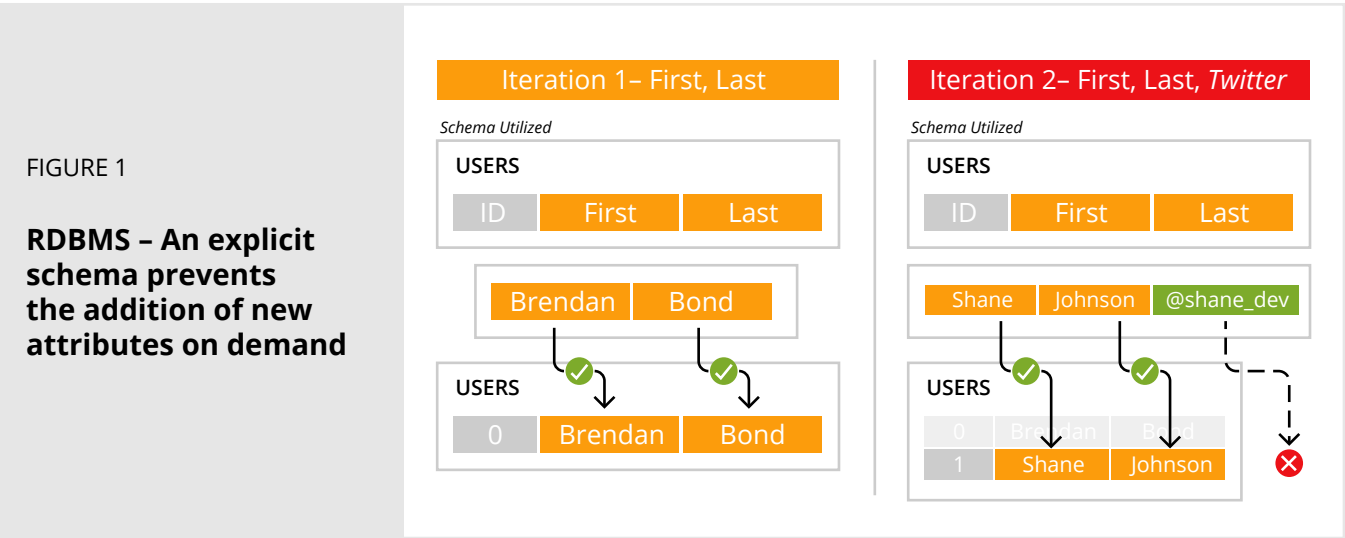 FIGURE 1
RDBMS – An explicit
schema prevents
the addition of new
attributes on demand
Iteration 1– First, Last
Schema Utilized
USERS
ID First Last
Brendan Bond
USERS
0 Brendan Bond
Iteration 2– First, Last, Twitter
Schema Utilized
USERS
ID First Last
Shane Johnson @shane_dev
USERS
0 Brendan Bond
1 Shane Johnson